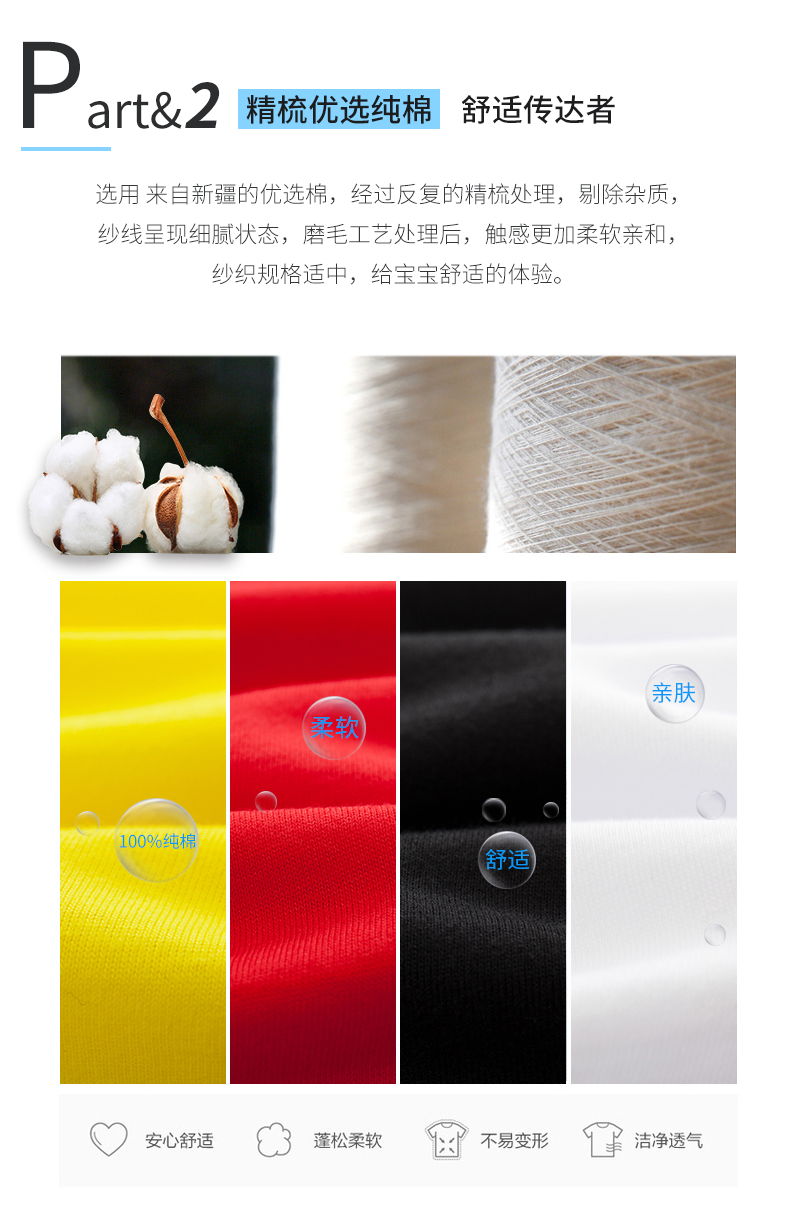 Part&2 精梳优选纯棉 舒适传达者
选用 来自新疆的优选棉，经过反复的精梳处理，剔除杂质，
纱线呈现细腻状态，磨毛工艺处理后，触感更加柔软亲和，
纱织规格适中，给宝宝舒适的体验。
亲肤
柔软
100%纯棉
舒适
安心舒适 蓬松柔软 不易变形 洁净透气